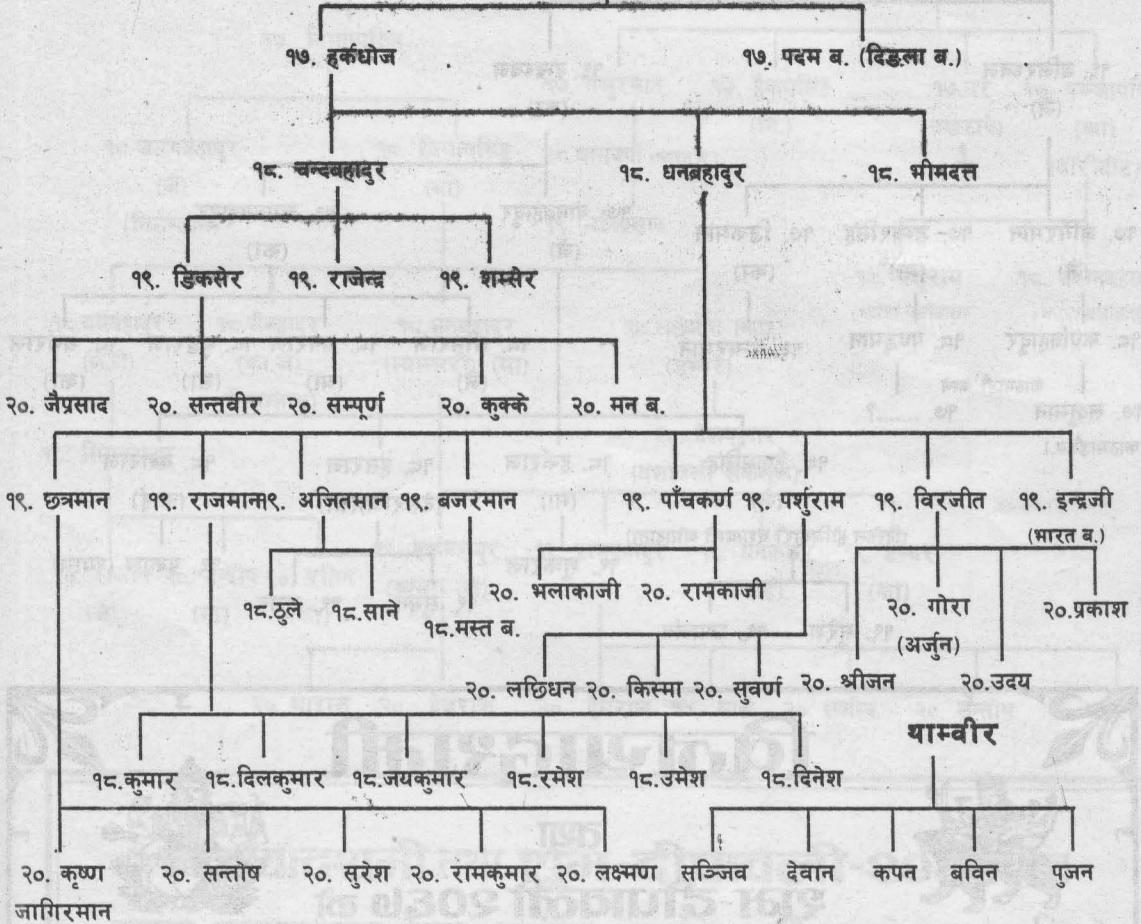 १७. हर्कधोज
१७. पदम ब. (दिङला ब.)
१८. चन्दबहादुर
१८. धनबहादुर
१८. भीमदत्त
१९. डिकसेर
१९. राजेन्द्र
१९. शम्सेर
२०. जैप्रसाद
२०. सन्तवीर
२०. सम्पूर्ण
२०. कुक्के
२०. मन ब.
१९. छत्रमान
१९. राजमान
१९. अजितमान
१९. बजरमान
१९. पाँचकर्ण
१९. पर्शुराम
१९. विरजीत
१९. इन्द्रजी
(भारत ब.)
१८.ठुले
१८.साने
१८.मस्त ब.
२०. भलाकाजी
२०. रामकाजी
२०. गोरा
(अर्जुन)
२०.प्रकाश
२०. लछिधन
२०. किस्मा
२०. सुवर्ण
२०. श्रीजन
२०.उदय
याम्वीर
१८.कुमार
१८.दिलकुमार
१८.जयकुमार
१८.रमेश
१८.उमेश
१८.दिनेश
२०. कृष्ण
२०. सन्तोष
२०. सुरेश
२०. रामकुमार
२०. लक्ष्मण
सञ्जिव
देवान
कपन
बविन
पुजन
जागिरमान